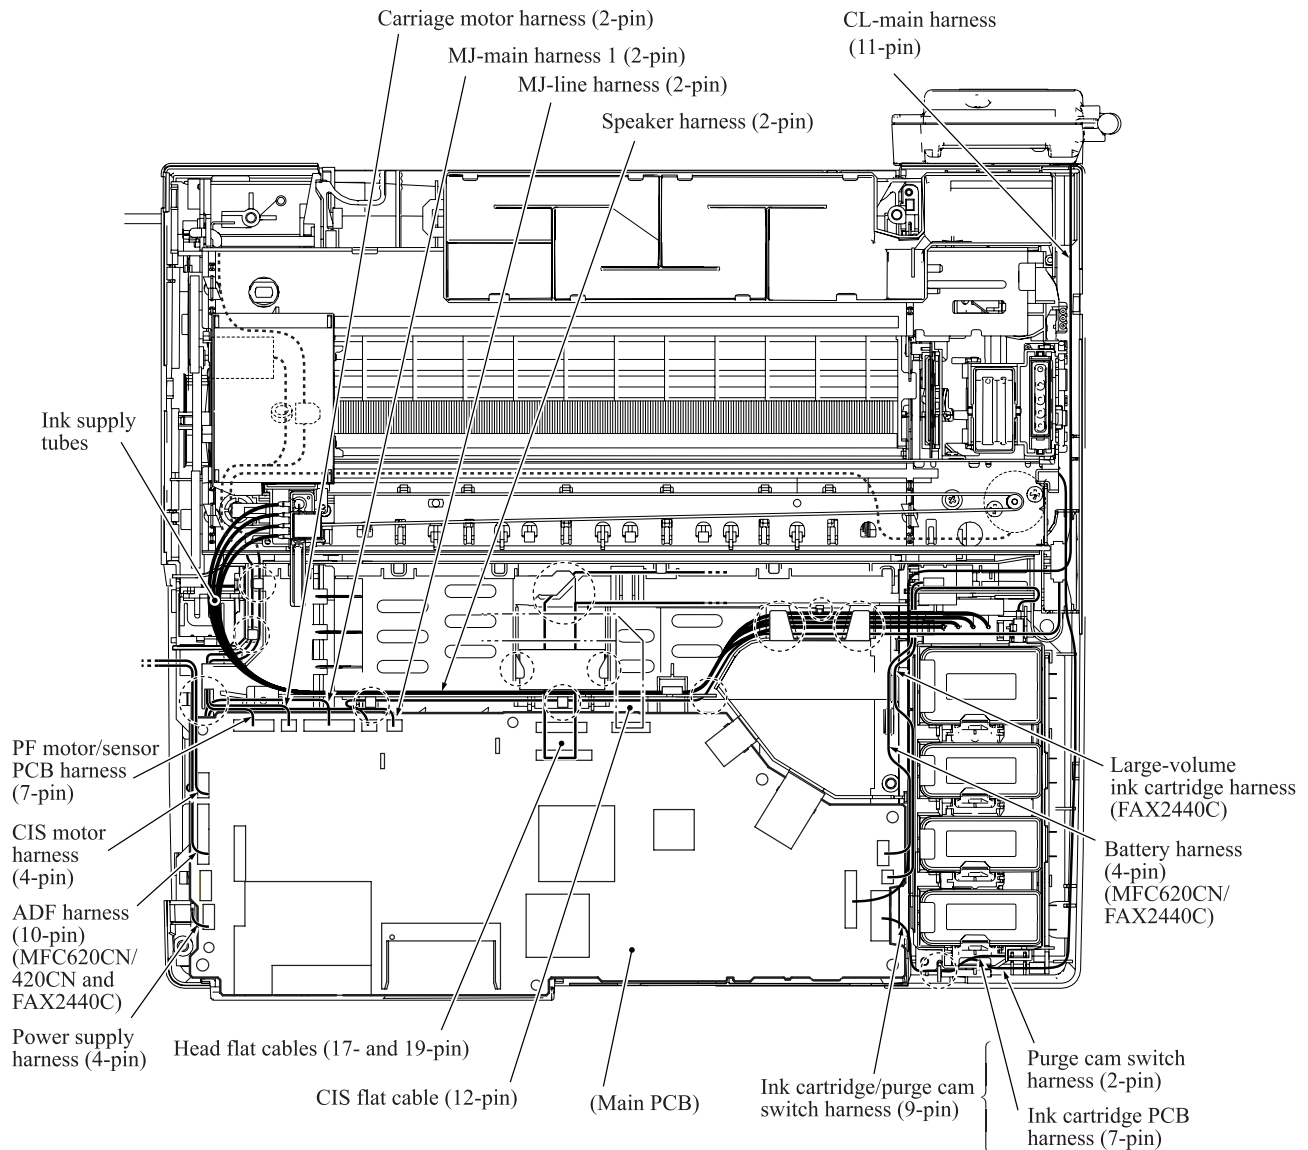 Carriage motor harness (2-pin)
MJ-main harness 1 (2-pin)
MJ-line harness (2-pin)
Speaker harness (2-pin)
CL-main harness
(11-pin)
Ink supply
tubes
PF motor/sensor
PCB harness
(7-pin)
CIS motor
harness
(4-pin)
ADF harness
(10-pin)
(MFC620CN/
420CN and
FAX2440C)
Power supply
harness (4-pin)
Large-volume
ink cartridge harness
(FAX2440C)
Battery harness
(4-pin)
(MFC620CN/
FAX2440C)
Head flat cables (17- and 19-pin)
CIS flat cable (12-pin)
(Main PCB)
Ink cartridge/purge cam
switch harness (9-pin)
Purge cam switch
harness (2-pin)
Ink cartridge PCB
harness (7-pin)